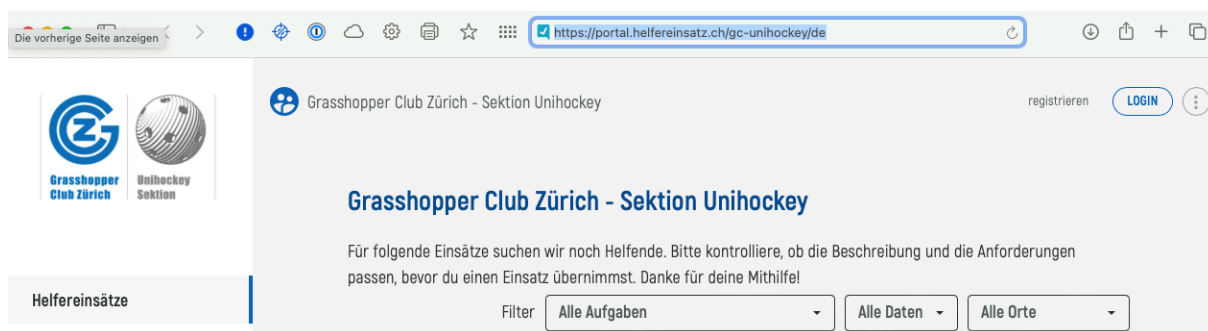 Die vorherige Seite anzeigen
https://portal.helfereinsatz.ch/gc-unihockey/de
Grasshopper Club Zürich - Sektion Unihockey
registrieren
LOGIN
GCZ
Grasshopper
Club Zürich
Unihockey
Sektion
Grasshopper Club Zürich - Sektion Unihockey
Für folgende Einsätze suchen wir noch Helfende. Bitte kontrolliere, ob die Beschreibung und die Anforderungen
passen, bevor du einen Einsatz übernimmst. Danke für deine Mithilfe!
Helfereinsätze
Filter
Alle Aufgaben
Alle Daten
Alle Orte